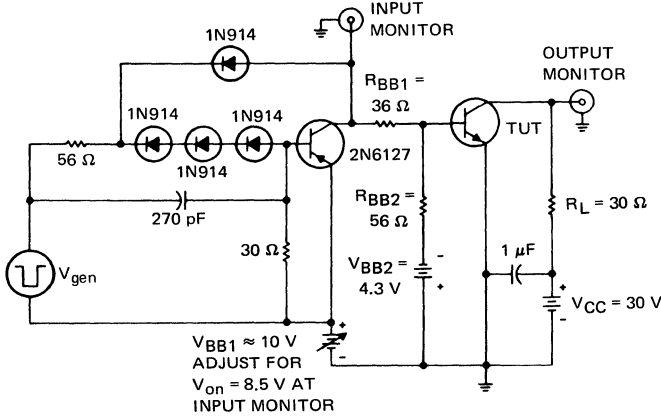 INPUT
MONITOR
1N914
OUTPUT
MONITOR
RBB1 =
36 Ω
1N914
1N914
TUT
56 Ω
1N914
2N6127
270 pF
RBB2 =
56 Ω
RL = 30 Ω
30 Ω
1 μF
Vgen
VBB2 =
4.3 V
-
+
+
-
VCC = 30 V
+
-
VBB1 ≈ 10 V
ADJUST FOR
Von = 8.5 V AT
INPUT MONITOR